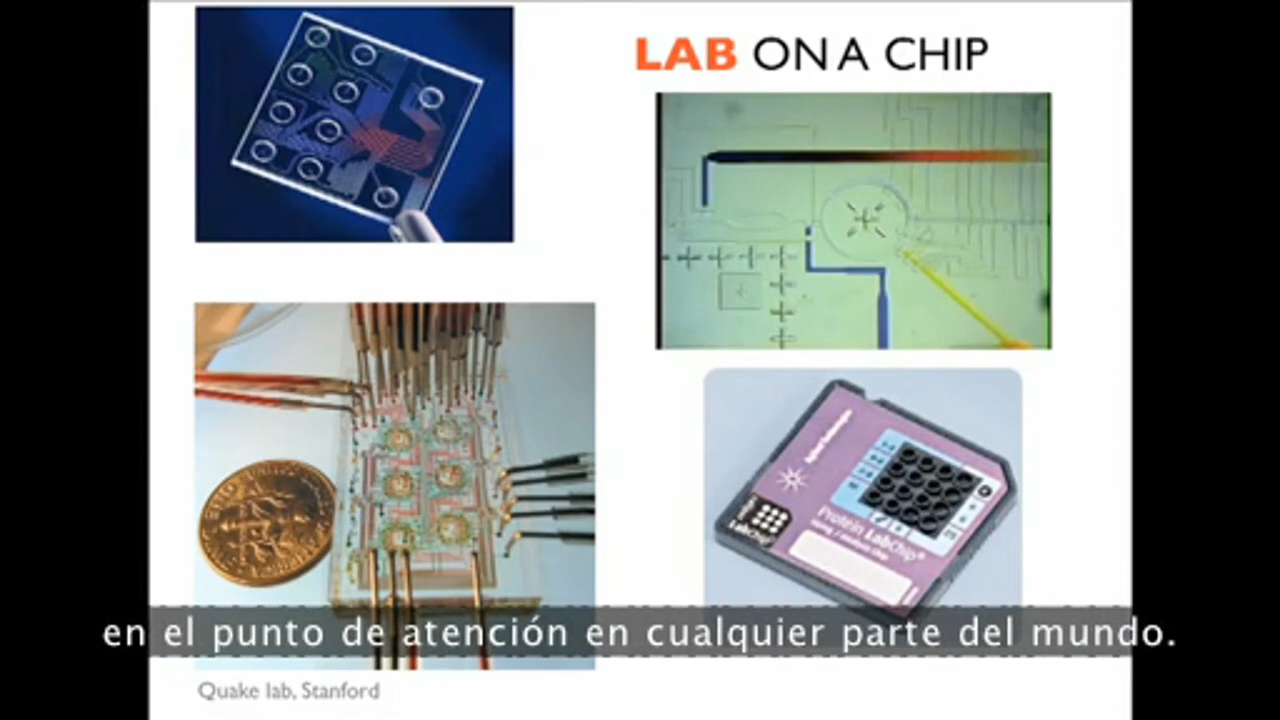 LAB ON A CHIP
Protein LabChip®
LabChip
en el punto de atención en cualquier parte del mundo.
Quake lab, Stanford